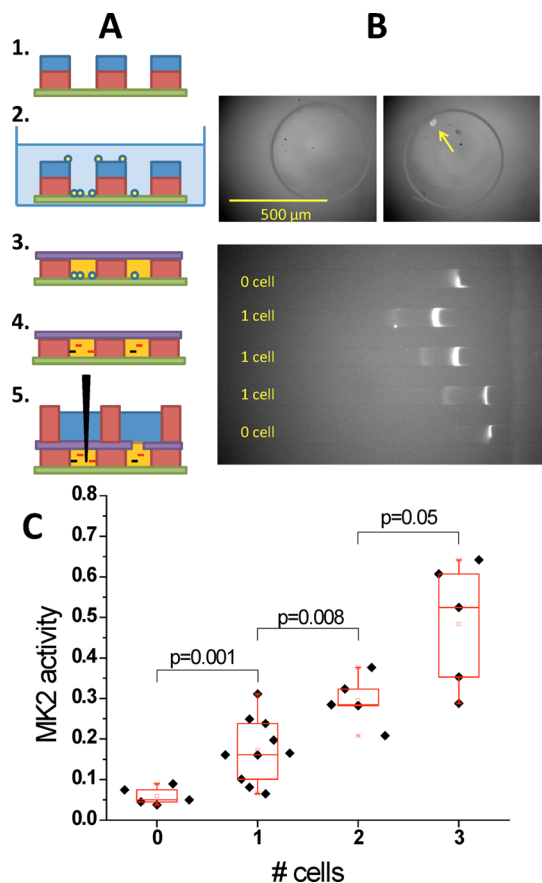 A
B
1.
2.
3.
4.
5.
500 µm
0 cell
1 cell
1 cell
1 cell
0 cell
C
0.8
0.7
0.6
0.5
0.4
0.3
0.2
0.1
0.0
MK2 activity
p=0.001
p=0.008
p=0.05
0 1 2 3
# cells